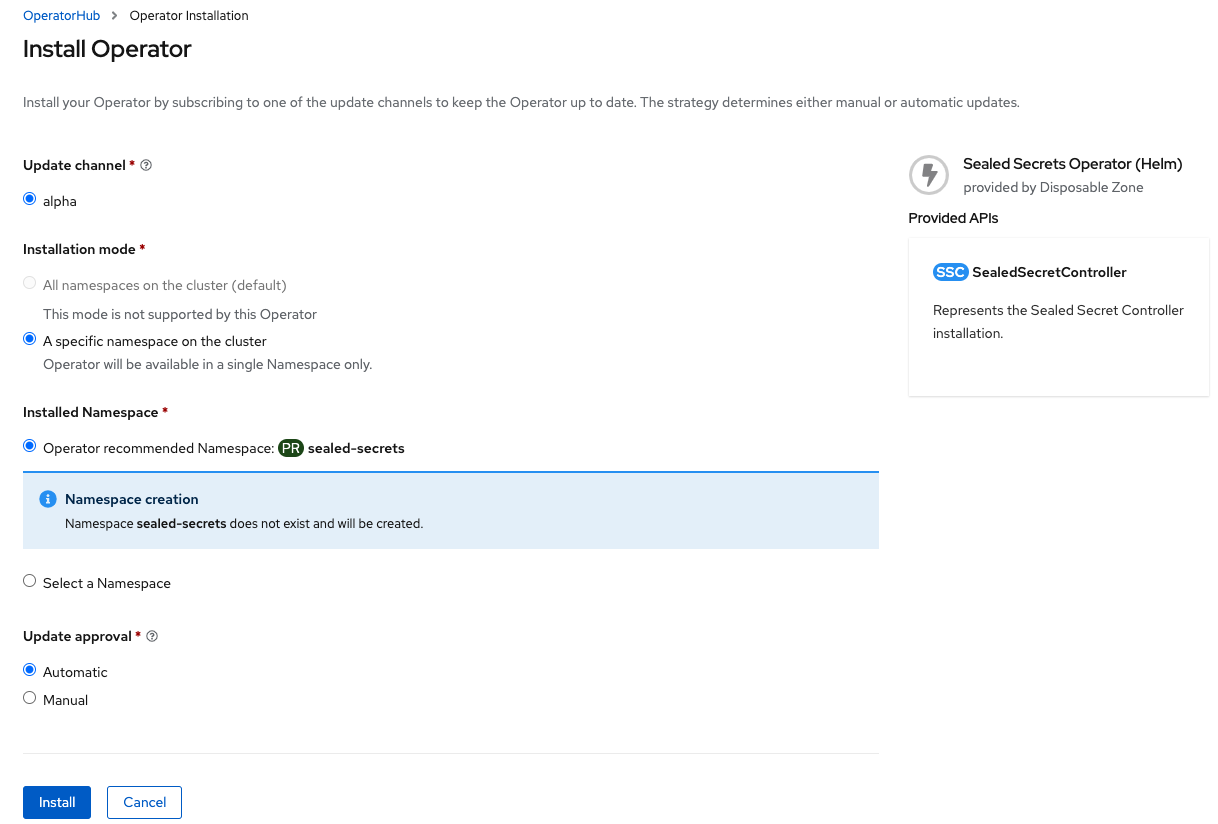 OperatorHub > Operator Installation
Install Operator
Install your Operator by subscribing to one of the update channels to keep the Operator up to date. The strategy determines either manual or automatic updates.
Update channel *
alpha
Installation mode *
All namespaces on the cluster (default)
This mode is not supported by this Operator
A specific namespace on the cluster
Operator will be available in a single Namespace only.
Installed Namespace *
Operator recommended Namespace: PR sealed-secrets
Namespace creation
Namespace sealed-secrets does not exist and will be created.
Select a Namespace
Update approval *
Automatic
Manual
Install Cancel
Sealed Secrets Operator (Helm)
provided by Disposable Zone
Provided APIs
SSC SealedSecretController
Represents the Sealed Secret Controller
installation.